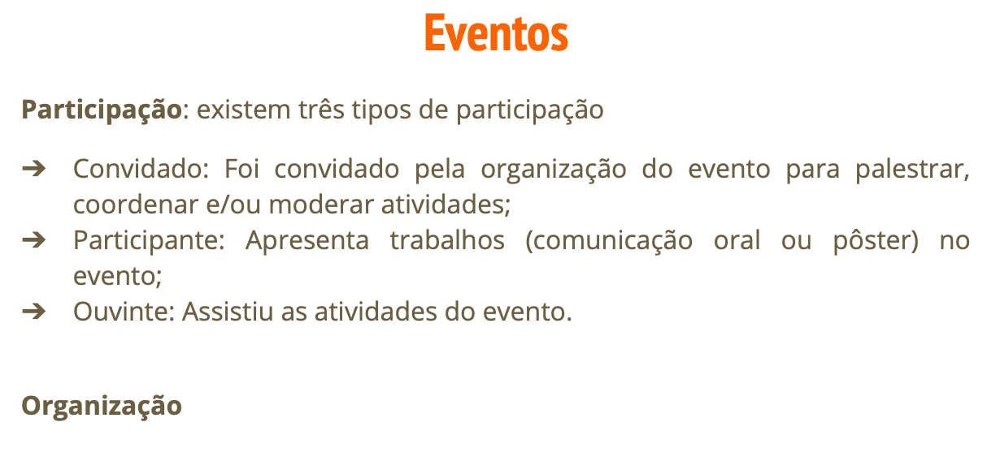 Eventos
Participação: existem três tipos de participação
➔ Convidado: Foi convidado pela organização do evento para palestrar,
coordenar e/ou moderar atividades;
➔ Participante: Apresenta trabalhos (comunicação oral ou pôster) no
evento;
➔ Ouvinte: Assistiu as atividades do evento.
Organização